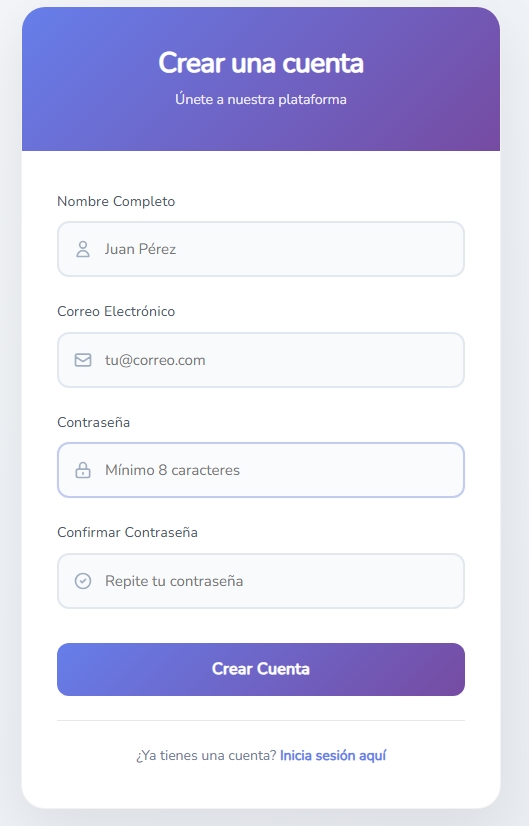 Crear una cuenta
Únete a nuestra plataforma
Nombre Completo
Juan Pérez
Correo Electrónico
tu@correo.com
Contraseña
Mínimo 8 caracteres
Confirmar Contraseña
Repite tu contraseña
Crear Cuenta
¿Ya tienes una cuenta? Inicia sesión aquí